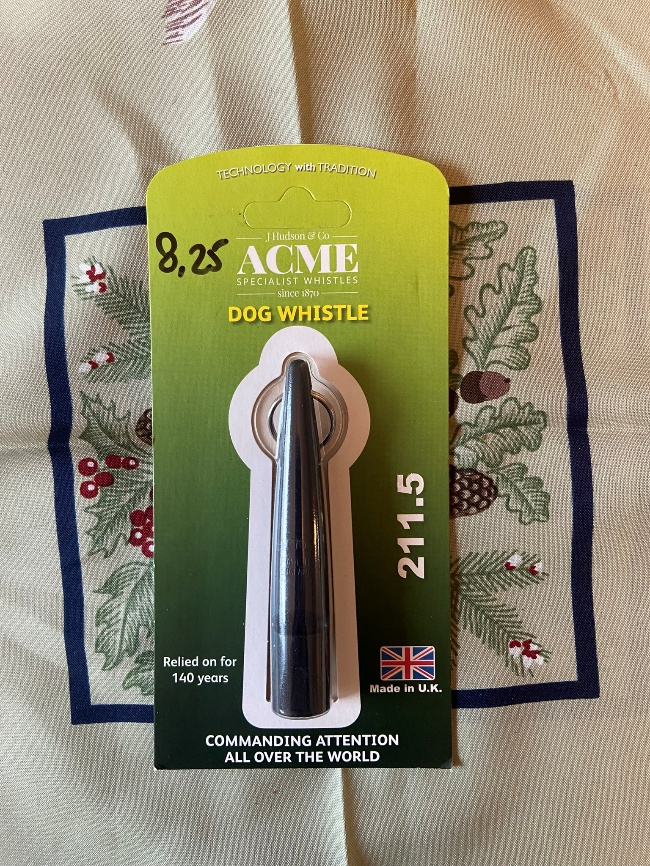 TECHNOLOGY with TRADITION
8,25
J Hudson & Co
ACME
SPECIALIST WHISTLES
since 1870
DOG WHISTLE
211.5
Relied on for
140 years
Made in U.K.
COMMANDING ATTENTION
ALL OVER THE WORLD